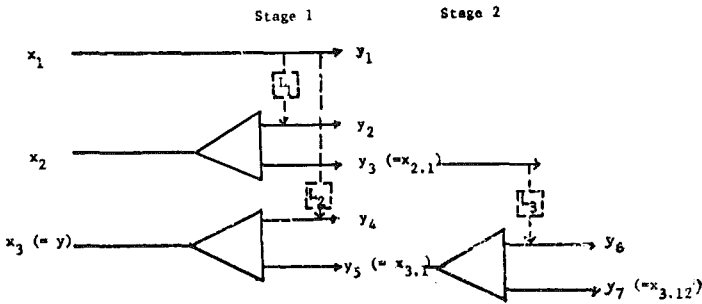 Stage 1 Stage 2
x₁ y₁
L₁
y₂
x₂ y₃ (=x₂.₁)
L₂ L₃
y₄
x₃ (= y) y₆
y₅ (= x₃.₁)
y₇ (=x₃.₁₂)